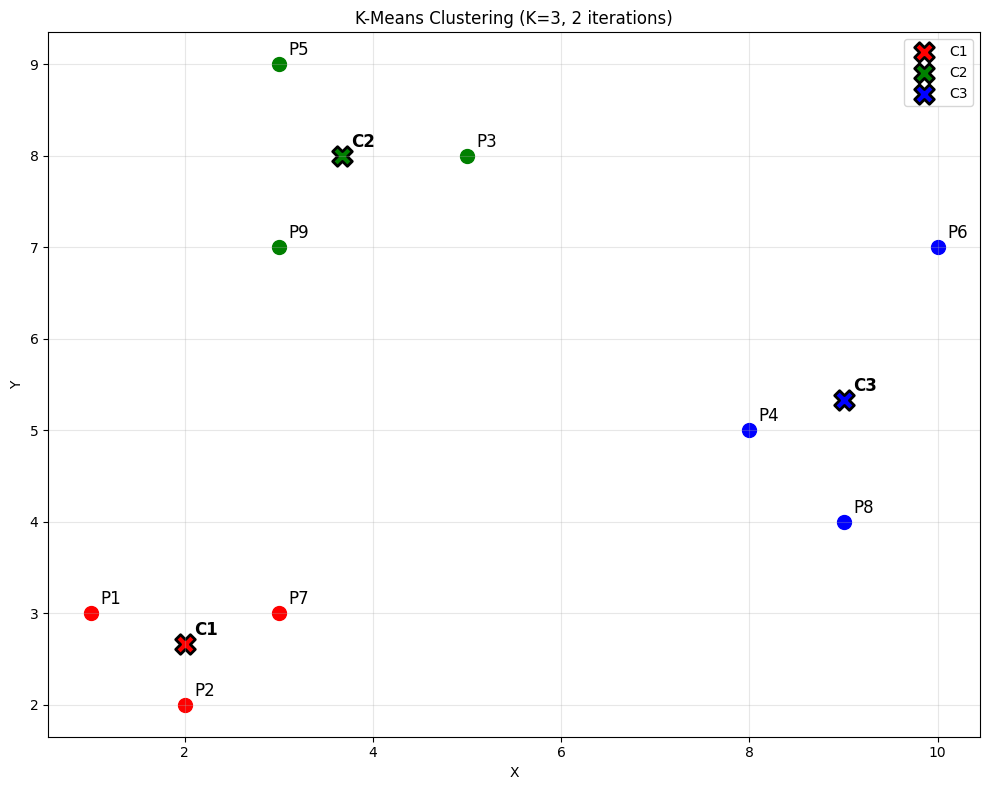 K-Means Clustering (K=3, 2 iterations)
C1
C2
C3
P5
C2
P3
P9
P6
C3
P4
P8
P1
P7
C1
P2
9
8
7
6
5
4
3
2
Y
2 4 6 8 10
X